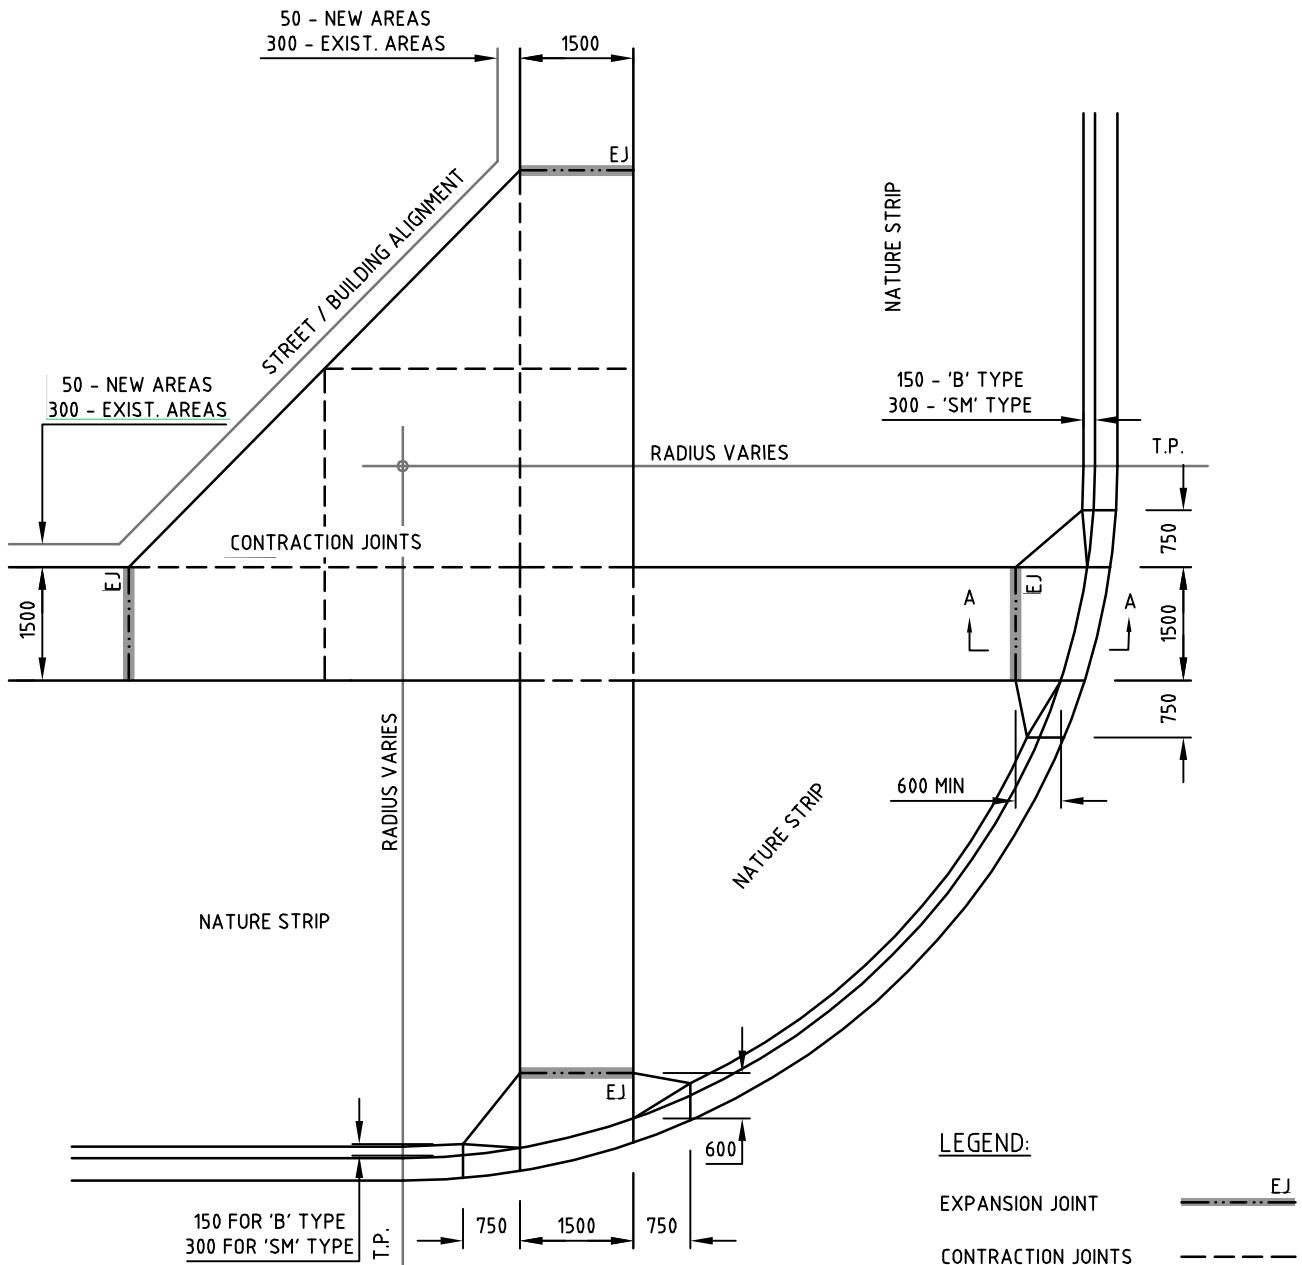 50 - NEW AREAS
300 - EXIST. AREAS
1500
EJ
STREET / BUILDING ALIGNMENT
NATURE STRIP
50 - NEW AREAS
300 - EXIST. AREAS
150 - 'B' TYPE
300 - 'SM' TYPE
T.P.
RADIUS VARIES
750
CONTRACTION JOINTS
EJ
EJ
1500
A
A
1500
750
RADIUS VARIES
600 MIN
NATURE STRIP
NATURE STRIP
EJ
600
LEGEND:
EXPANSION JOINT
EJ
150 FOR 'B' TYPE
300 FOR 'SM' TYPE
T.P.
750
1500
750
CONTRACTION JOINTS